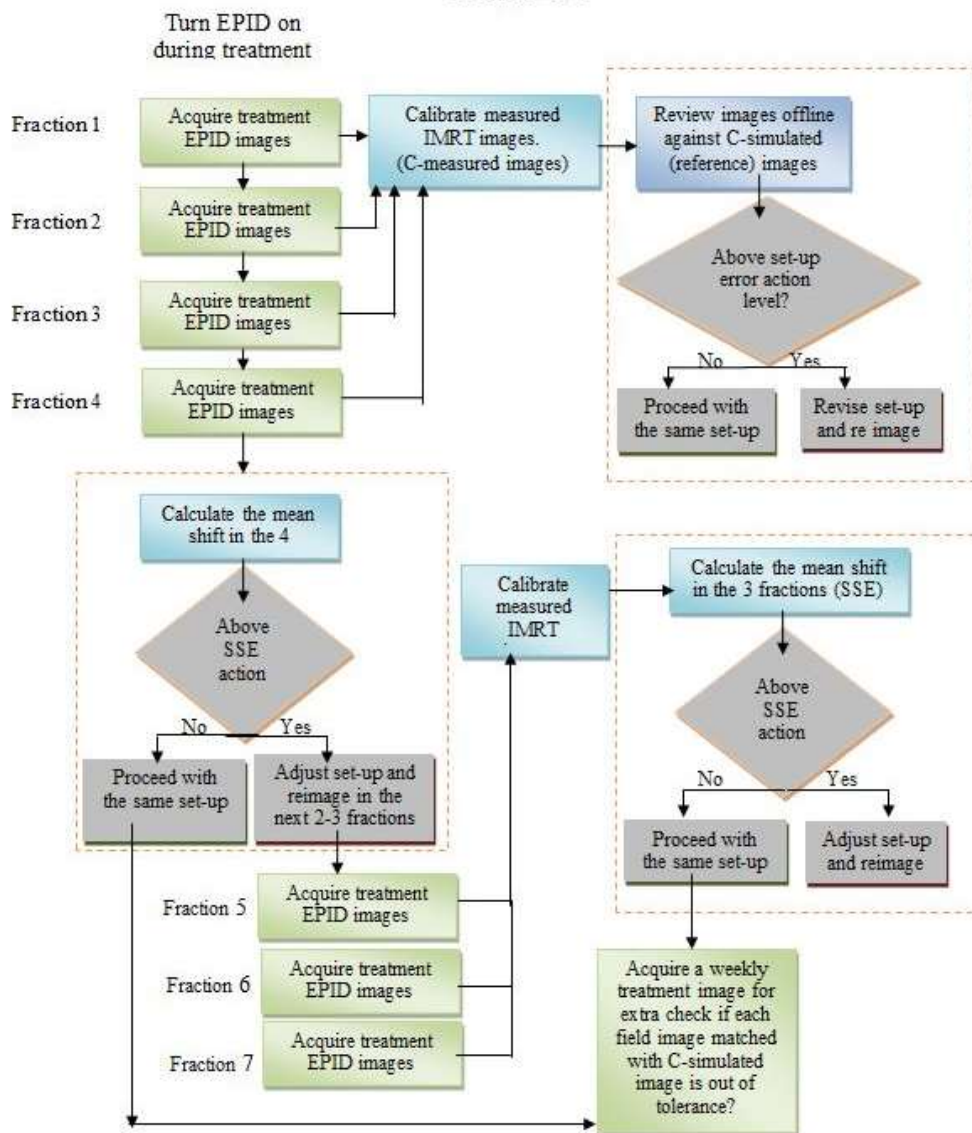 Turn EPID on
during treatment
Fraction 1
Acquire treatment
EPID images
Calibrate measured
IMRT images.
(C-measured images)
Review images offline
against C-simulated
(reference) images
Fraction 2
Acquire treatment
EPID images
Above set-up
error action
level?
Fraction 3
Acquire treatment
EPID images
No
Yes
Fraction 4
Acquire treatment
EPID images
Proceed with
the same set-up
Revise set-up
and re image
Calculate the mean
shift in the 4
Above
SSE
action
No
Yes
Proceed with
the same set-up
Adjust set-up and
reimage in the
next 2-3 fractions
Calibrate
measured
IMRT
Calculate the mean shift
in the 3 fractions (SSE)
Above
SSE
action
No
Yes
Proceed with
the same set-up
Adjust set-up
and reimage
Fraction 5
Acquire treatment
EPID images
Fraction 6
Acquire treatment
EPID images
Fraction 7
Acquire treatment
EPID images
Acquire a weekly
treatment image for
extra check if each
field image matched
with C-simulated
image is out of
tolerance?